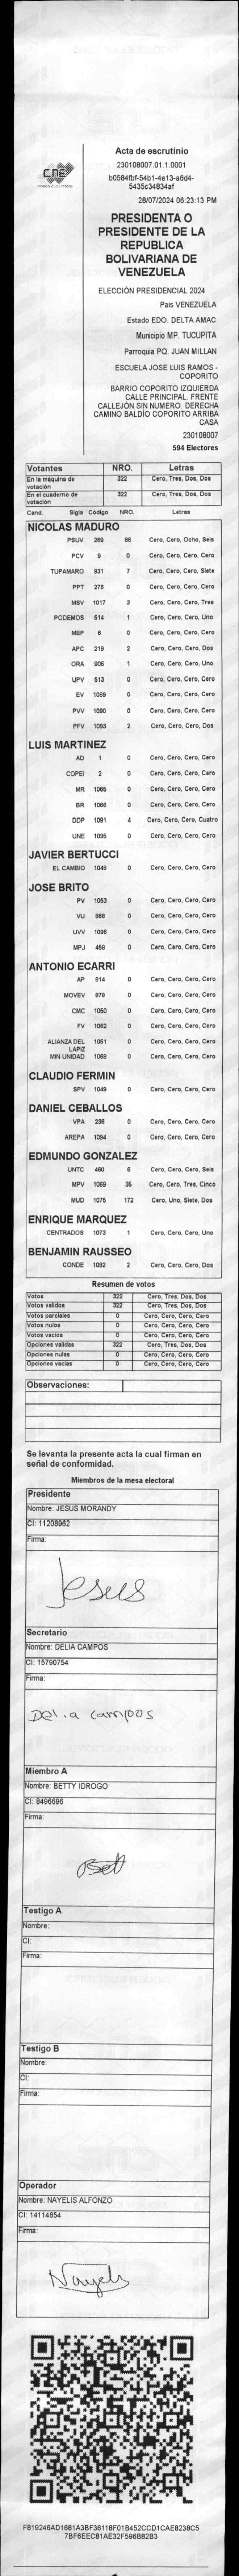 CNE
PODER ELECTORAL
Acta de escrutinio
230108007.01.1.0001
b0584fbf-54b1-4e13-a6d4-
5435c34834af
28/07/2024 06:23:13 PM
PRESIDENTA O
PRESIDENTE DE LA
REPUBLICA
BOLIVARIANA DE
VENEZUELA
ELECCIÓN PRESIDENCIAL 2024
Pais VENEZUELA
Estado EDO. DELTA AMAC
Municipio MP. TUCUPITA
Parroquia PQ. JUAN MILLAN
ESCUELA JOSE LUIS RAMOS -
COPORITO
BARRIO COPORITO IZQUIERDA
CALLE PRINCIPAL. FRENTE
CALLEJÓN SIN NUMERO. DERECHA
CAMINO BALDÍO COPORITO ARRIBA
CASA
230108007
594 Electores
Votantes NRO. Letras
En la máquina de votación 322 Cero, Tres, Dos, Dos
En el cuaderno de votación 322 Cero, Tres, Dos, Dos
Cand. Sigla Código NRO. Letras
NICOLAS MADURO
PSUV 269 86 Cero, Cero, Ocho, Seis
PCV 9 0 Cero, Cero, Cero, Cero
TUPAMARO 931 7 Cero, Cero, Cero, Siete
PPT 276 0 Cero, Cero, Cero, Cero
MSV 1017 3 Cero, Cero, Cero, Tres
PODEMOS 514 1 Cero, Cero, Cero, Uno
MEP 6 0 Cero, Cero, Cero, Cero
APC 219 2 Cero, Cero, Cero, Dos
ORA 906 1 Cero, Cero, Cero, Uno
UPV 513 0 Cero, Cero, Cero, Cero
EV 1089 0 Cero, Cero, Cero, Cero
PVV 1090 0 Cero, Cero, Cero, Cero
PFV 1093 2 Cero, Cero, Cero, Dos
LUIS MARTINEZ
AD 1 0 Cero, Cero, Cero, Cero
COPEI 2 0 Cero, Cero, Cero, Cero
MR 1065 0 Cero, Cero, Cero, Cero
BR 1066 0 Cero, Cero, Cero, Cero
DDP 1091 4 Cero, Cero, Cero, Cuatro
UNE 1095 0 Cero, Cero, Cero, Cero
JAVIER BERTUCCI
EL CAMBIO 1048 0 Cero, Cero, Cero, Cero
JOSE BRITO
PV 1053 0 Cero, Cero, Cero, Cero
VU 868 0 Cero, Cero, Cero, Cero
UVV 1096 0 Cero, Cero, Cero, Cero
MPJ 458 0 Cero, Cero, Cero, Cero
ANTONIO ECARRI
AP 914 0 Cero, Cero, Cero, Cero
MOVEV 978 0 Cero, Cero, Cero, Cero
CMC 1050 0 Cero, Cero, Cero, Cero
FV 1062 0 Cero, Cero, Cero, Cero
ALIANZA DEL LAPIZ 1051 0 Cero, Cero, Cero, Cero
MIN UNIDAD 1068 0 Cero, Cero, Cero, Cero
CLAUDIO FERMIN
SPV 1049 0 Cero, Cero, Cero, Cero
DANIEL CEBALLOS
VPA 236 0 Cero, Cero, Cero, Cero
AREPA 1094 0 Cero, Cero, Cero, Cero
EDMUNDO GONZALEZ
UNTC 460 6 Cero, Cero, Cero, Seis
MPV 1069 35 Cero, Cero, Tres, Cinco
MUD 1075 172 Cero, Uno, Siete, Dos
ENRIQUE MARQUEZ
CENTRADOS 1073 1 Cero, Cero, Cero, Uno
BENJAMIN RAUSSEO
CONDE 1092 2 Cero, Cero, Cero, Dos
Resumen de votos
Votos 322 Cero, Tres, Dos, Dos
Votos validos 322 Cero, Tres, Dos, Dos
Votos parciales 0 Cero, Cero, Cero, Cero
Votos nulos 0 Cero, Cero, Cero, Cero
Votos vacios 0 Cero, Cero, Cero, Cero
Opciones validas 322 Cero, Tres, Dos, Dos
Opciones nulas 0 Cero, Cero, Cero, Cero
Opciones vacias 0 Cero, Cero, Cero, Cero
Observaciones:
Se levanta la presente acta la cual firman en
señal de conformidad.
Miembros de la mesa electoral
Presidente
Nombre: JESUS MORANDY
CI: 11208962
Firma:
Jesus
Secretario
Nombre: DELIA CAMPOS
CI: 15790754
Firma:
Delia campos
Miembro A
Nombre: BETTY IDROGO
CI: 8496696
Firma:
Bett
Testigo A
Nombre:
CI:
Firma:
Testigo B
Nombre:
CI:
Firma:
Operador
Nombre: NAYELIS ALFONZO
CI: 14114654
Firma:
Nayelis
F819246AD1681A3BF36118F01B452CCD1CAE8238C5
7BF6EEC81AE32F596B82B3